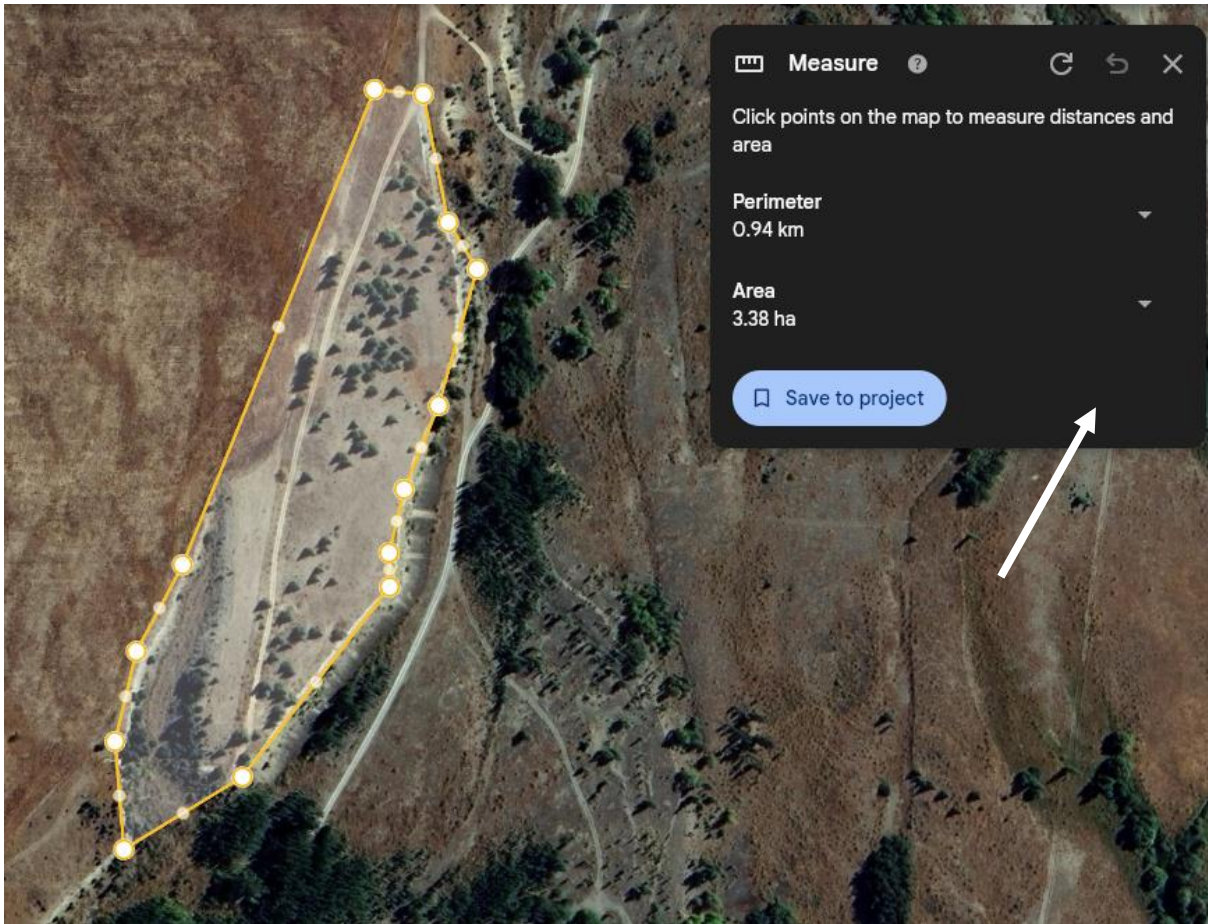 Measure ?
Click points on the map to measure distances and
area
Perimeter
0.94 km
Area
3.38 ha
Save to project